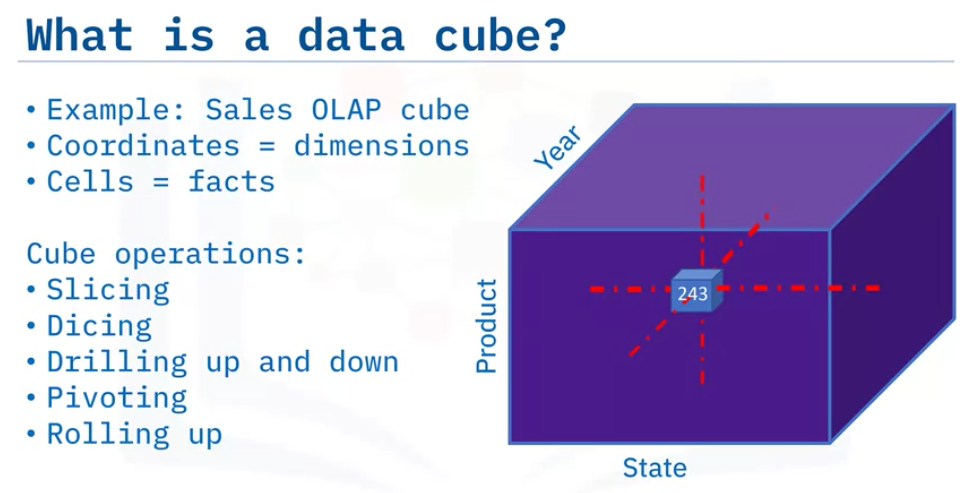 What is a data cube?
• Example: Sales OLAP cube
• Coordinates = dimensions
• Cells = facts
Cube operations:
• Slicing
• Dicing
• Drilling up and down
• Pivoting
• Rolling up
Year
Product
243
State